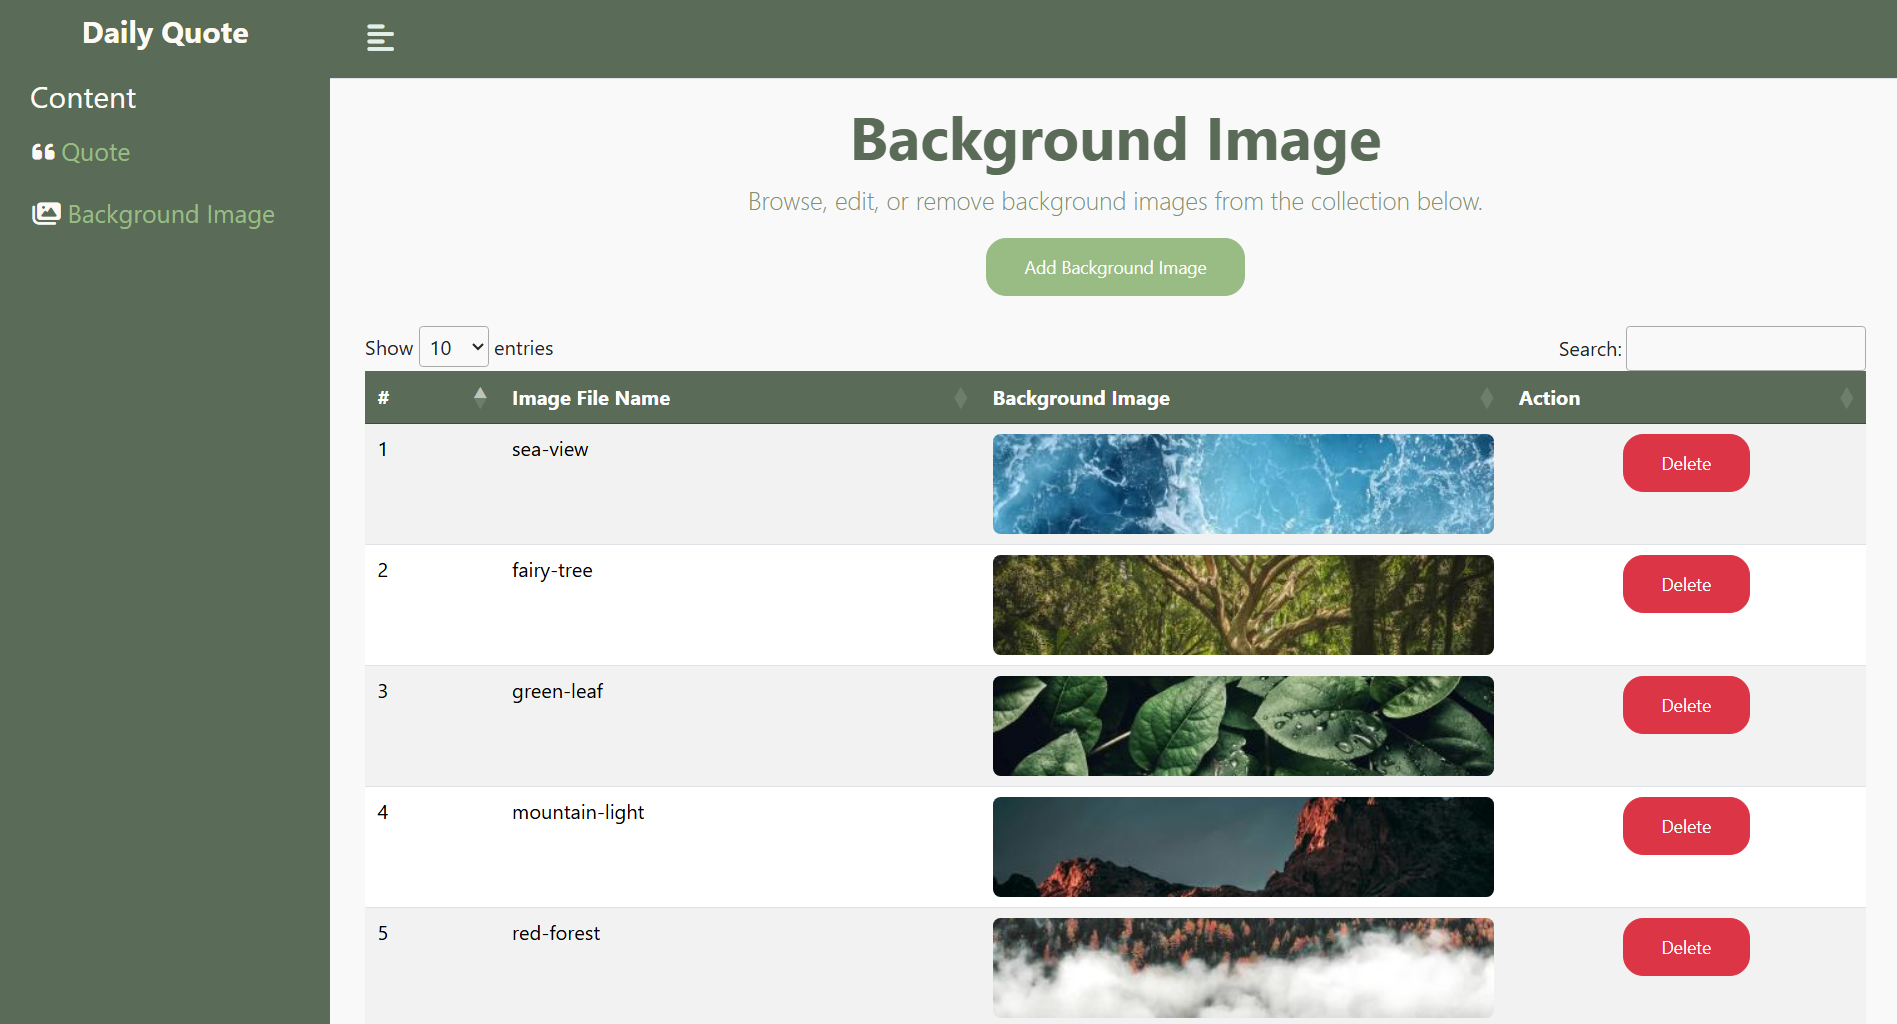 Daily Quote
Content
Quote
Background Image
Background Image
Browse, edit, or remove background images from the collection below.
Add Background Image
Show 10 entries
Search:
# Image File Name Background Image Action
1 sea-view Delete
2 fairy-tree Delete
3 green-leaf Delete
4 mountain-light Delete
5 red-forest Delete